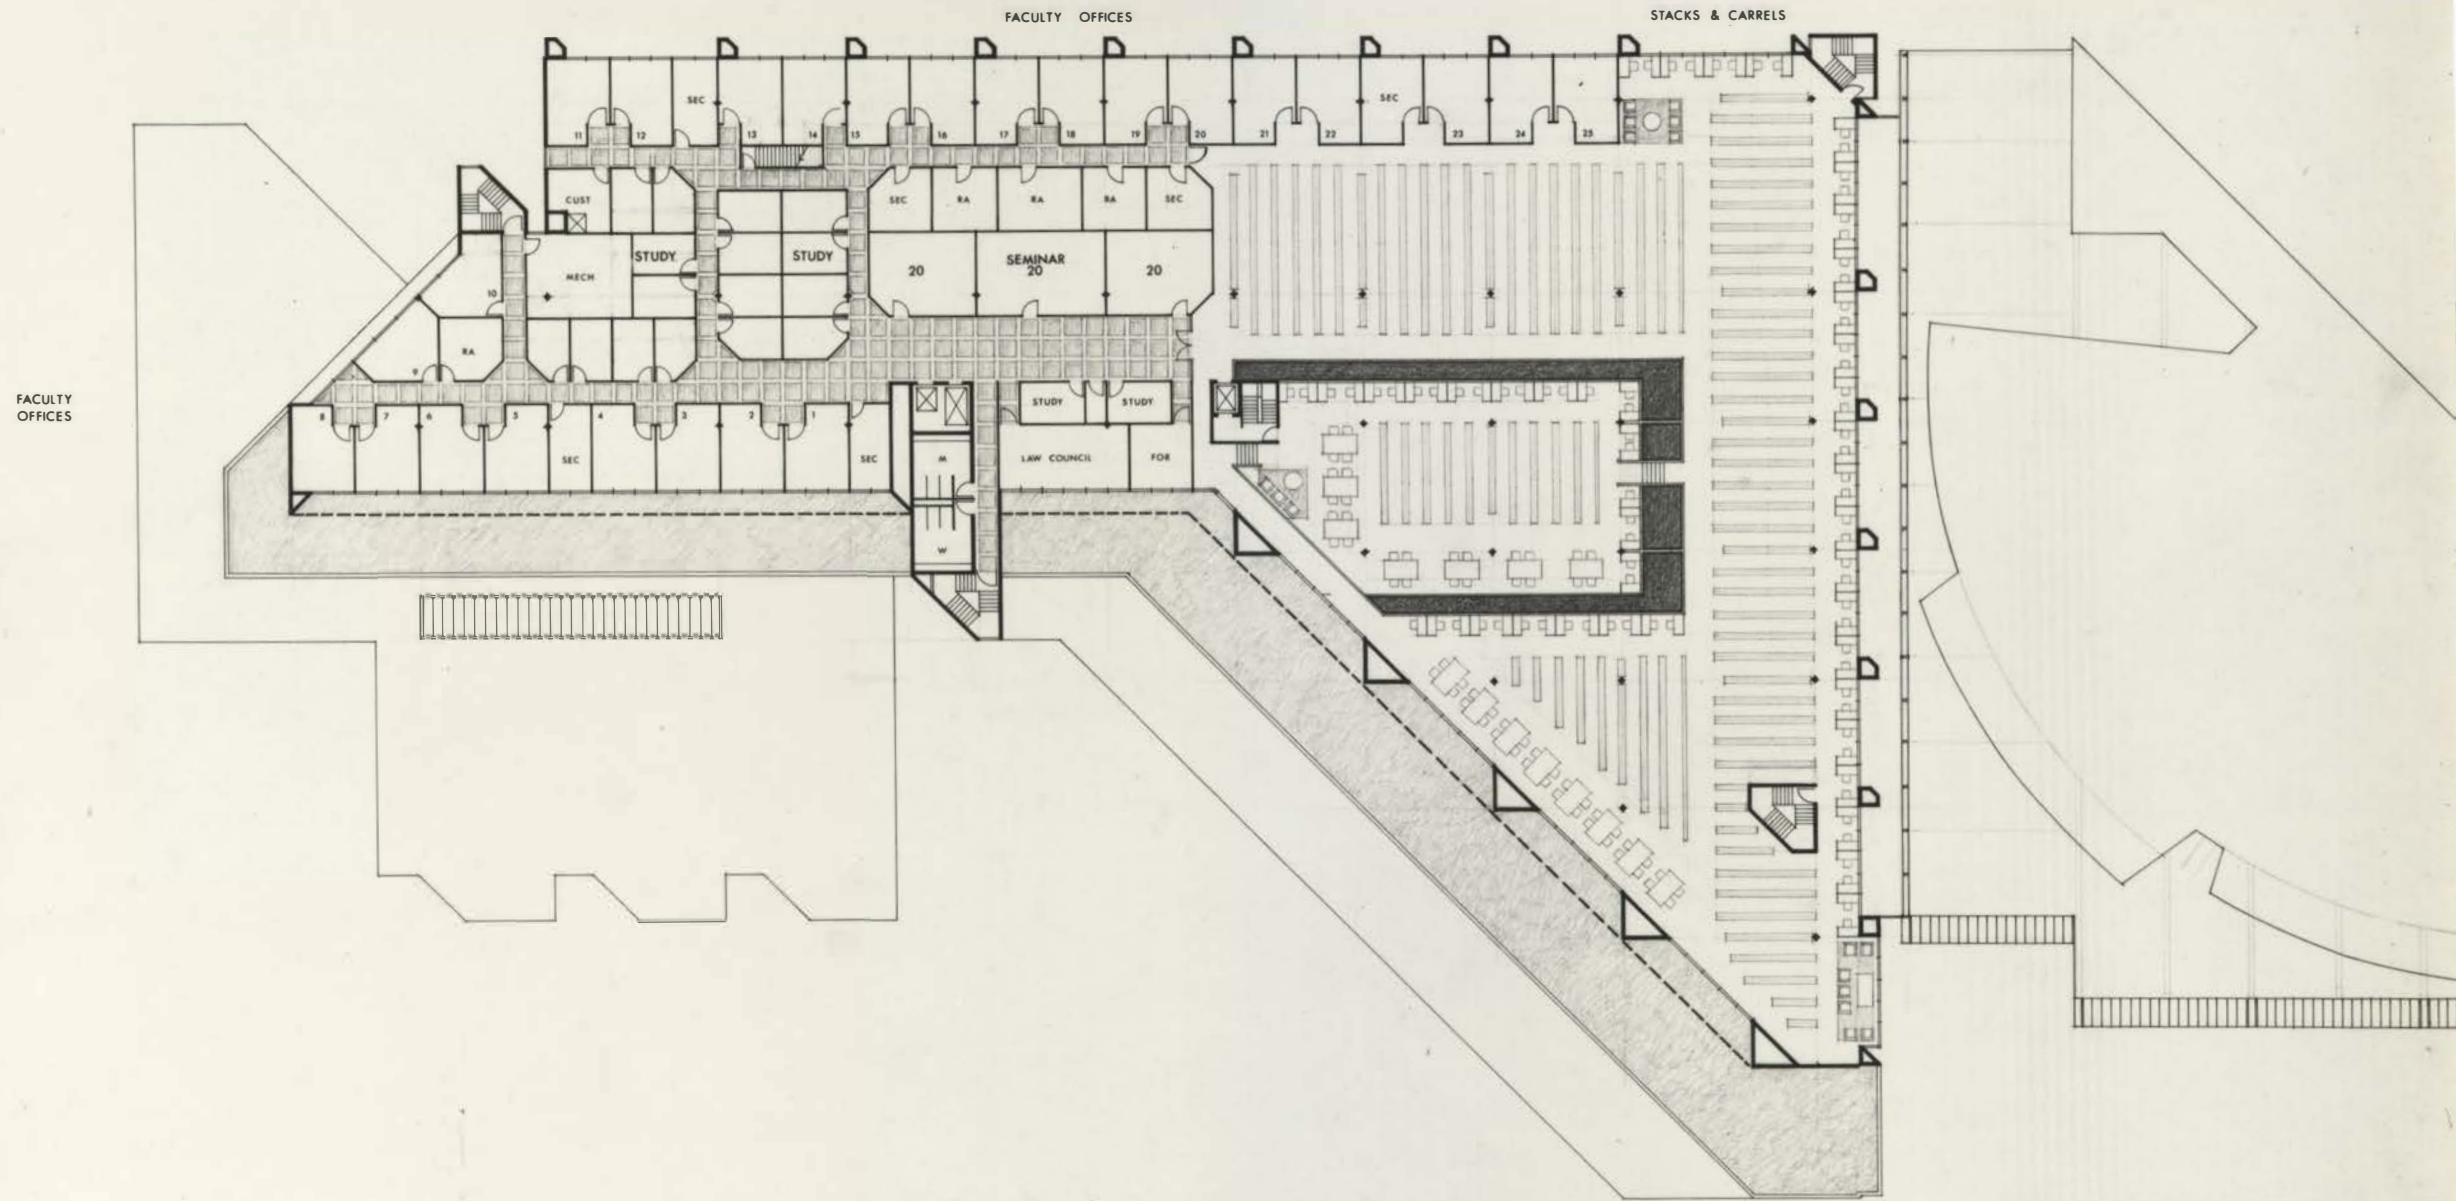 FACULTY OFFICES
STACKS & CARRELS
SEC
SEC
11
12
13
14
15
16
17
18
19
20
21
22
23
24
25
CUST
SEC
RA
RA
RA
SEC
STUDY
STUDY
SEMINAR
20
20
20
MECH
10
RA
9
FACULTY
OFFICES
8
7
6
5
4
3
2
1
STUDY
STUDY
SEC
SEC
M
LAW COUNCIL
FOR
W